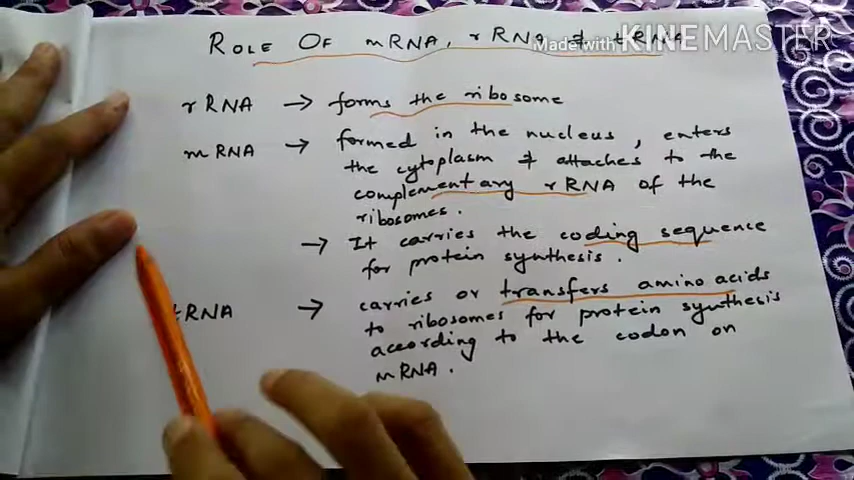 ROLE OF mRNA, rRNA & tRNA
Made with KINEMASTER
rRNA → forms the ribosome
mRNA → formed in the nucleus, enters
the cytoplasm & attaches to the
complementary rRNA of the
ribosomes.
→ It carries the coding sequence
for protein synthesis.
tRNA → carries or transfers amino acids
to ribosomes for protein synthesis
according to the codon on
mRNA.